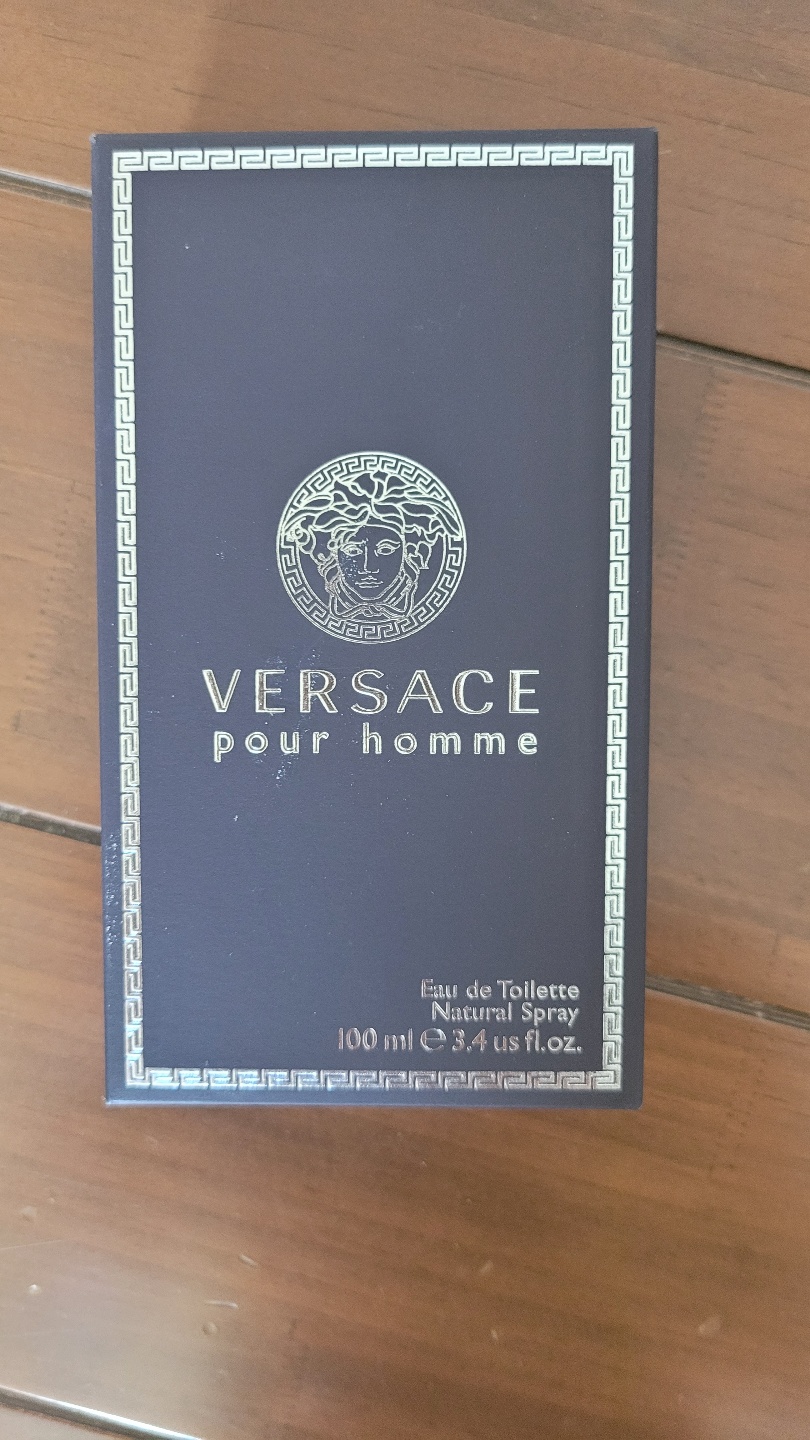 VERSACE
pour homme
Eau de Toilette
Natural Spray
100 ml ℮ 3.4 us fl.oz.